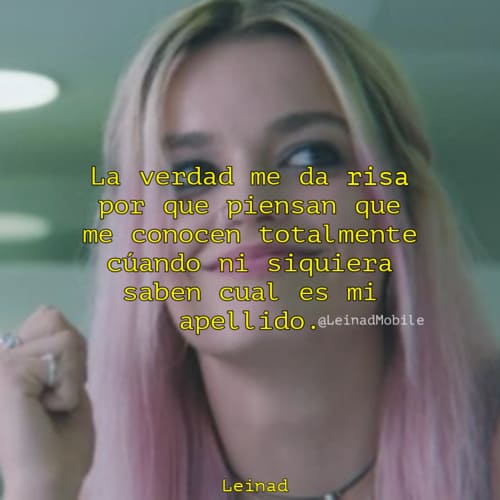 La verdad me da risa
por que piensan que
me conocen totalmente
cúando ni siquiera
saben cual es mi
apellido.@LeinadMobile
Leinad